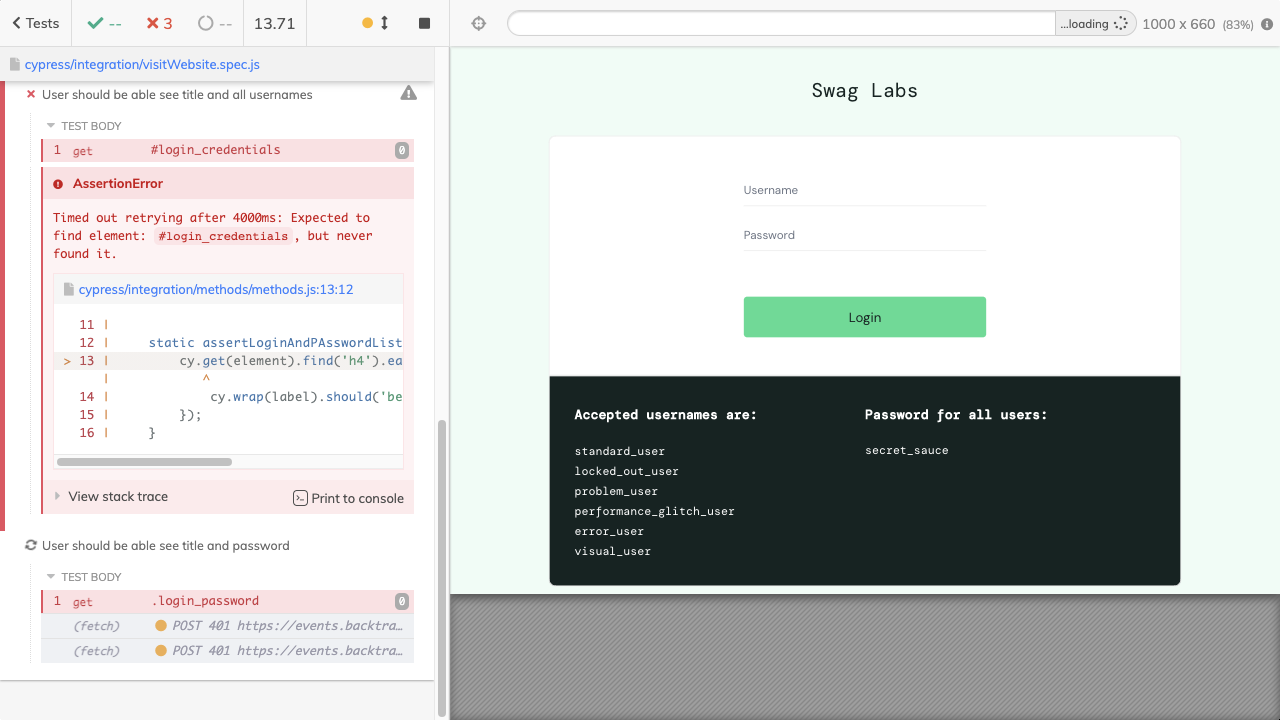 Tests
--
3
--
13.71
...loading
1000 x 660 (83%)
cypress/integration/visitWebsite.spec.js
User should be able see title and all usernames
TEST BODY
1 get #login_credentials 0
AssertionError
Timed out retrying after 4000ms: Expected to
find element: #login_credentials, but never
found it.
cypress/integration/methods/methods.js:13:12
11 |
12 | static assertLoginAndPAsswordList
> 13 | cy.get(element).find('h4').ea
| ^
14 | cy.wrap(label).should('be
15 | });
16 | }
View stack trace
Print to console
User should be able see title and password
TEST BODY
1 get .login_password 0
(fetch) POST 401 https://events.backtra…
(fetch) POST 401 https://events.backtra…
Swag Labs
Username
Password
Login
Accepted usernames are:
standard_user
locked_out_user
problem_user
performance_glitch_user
error_user
visual_user
Password for all users:
secret_sauce